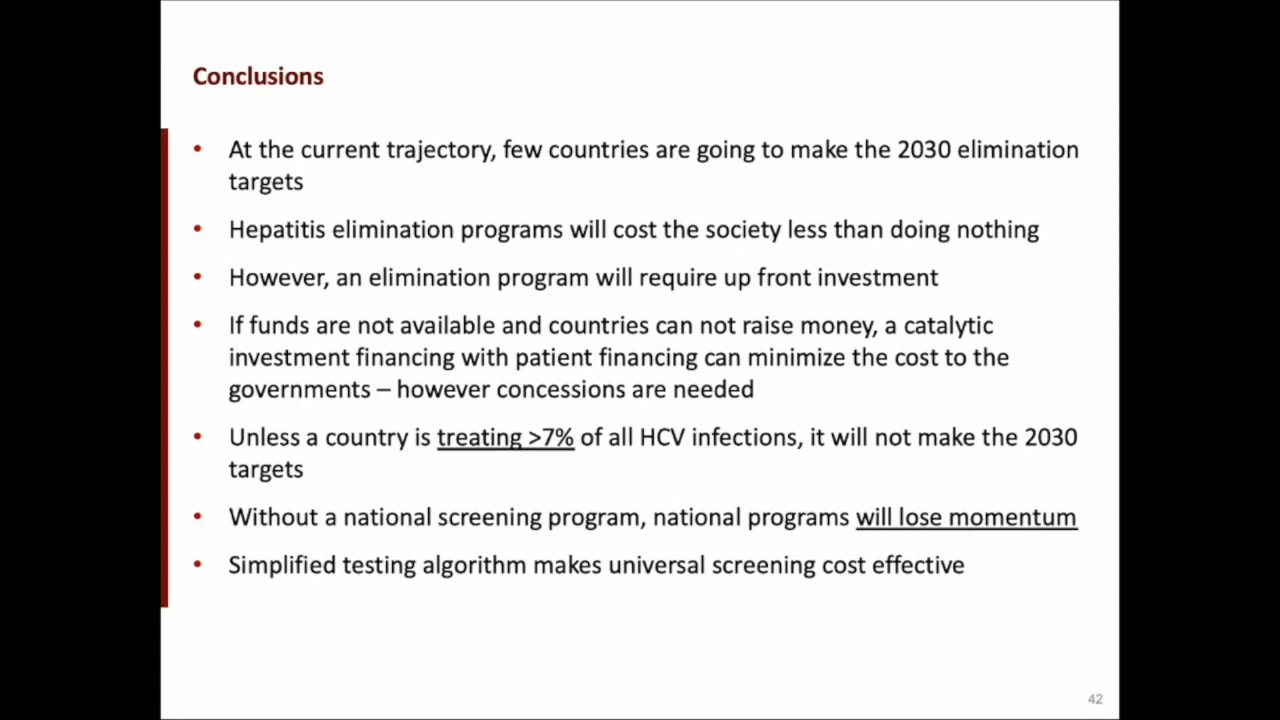 Conclusions
• At the current trajectory, few countries are going to make the 2030 elimination
targets
• Hepatitis elimination programs will cost the society less than doing nothing
• However, an elimination program will require up front investment
• If funds are not available and countries can not raise money, a catalytic
investment financing with patient financing can minimize the cost to the
governments – however concessions are needed
• Unless a country is treating >7% of all HCV infections, it will not make the 2030
targets
• Without a national screening program, national programs will lose momentum
• Simplified testing algorithm makes universal screening cost effective
42